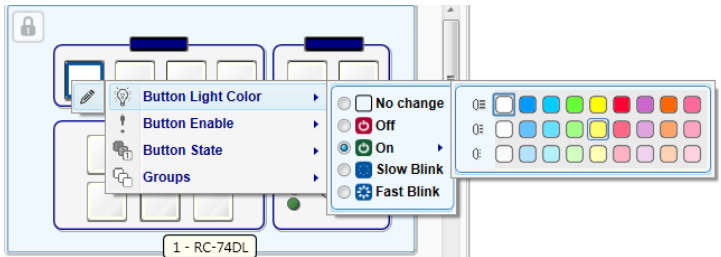 Button Light Color
Button Enable
Button State
Groups
No change
Off
On
Slow Blink
Fast Blink
1 - RC-74DL